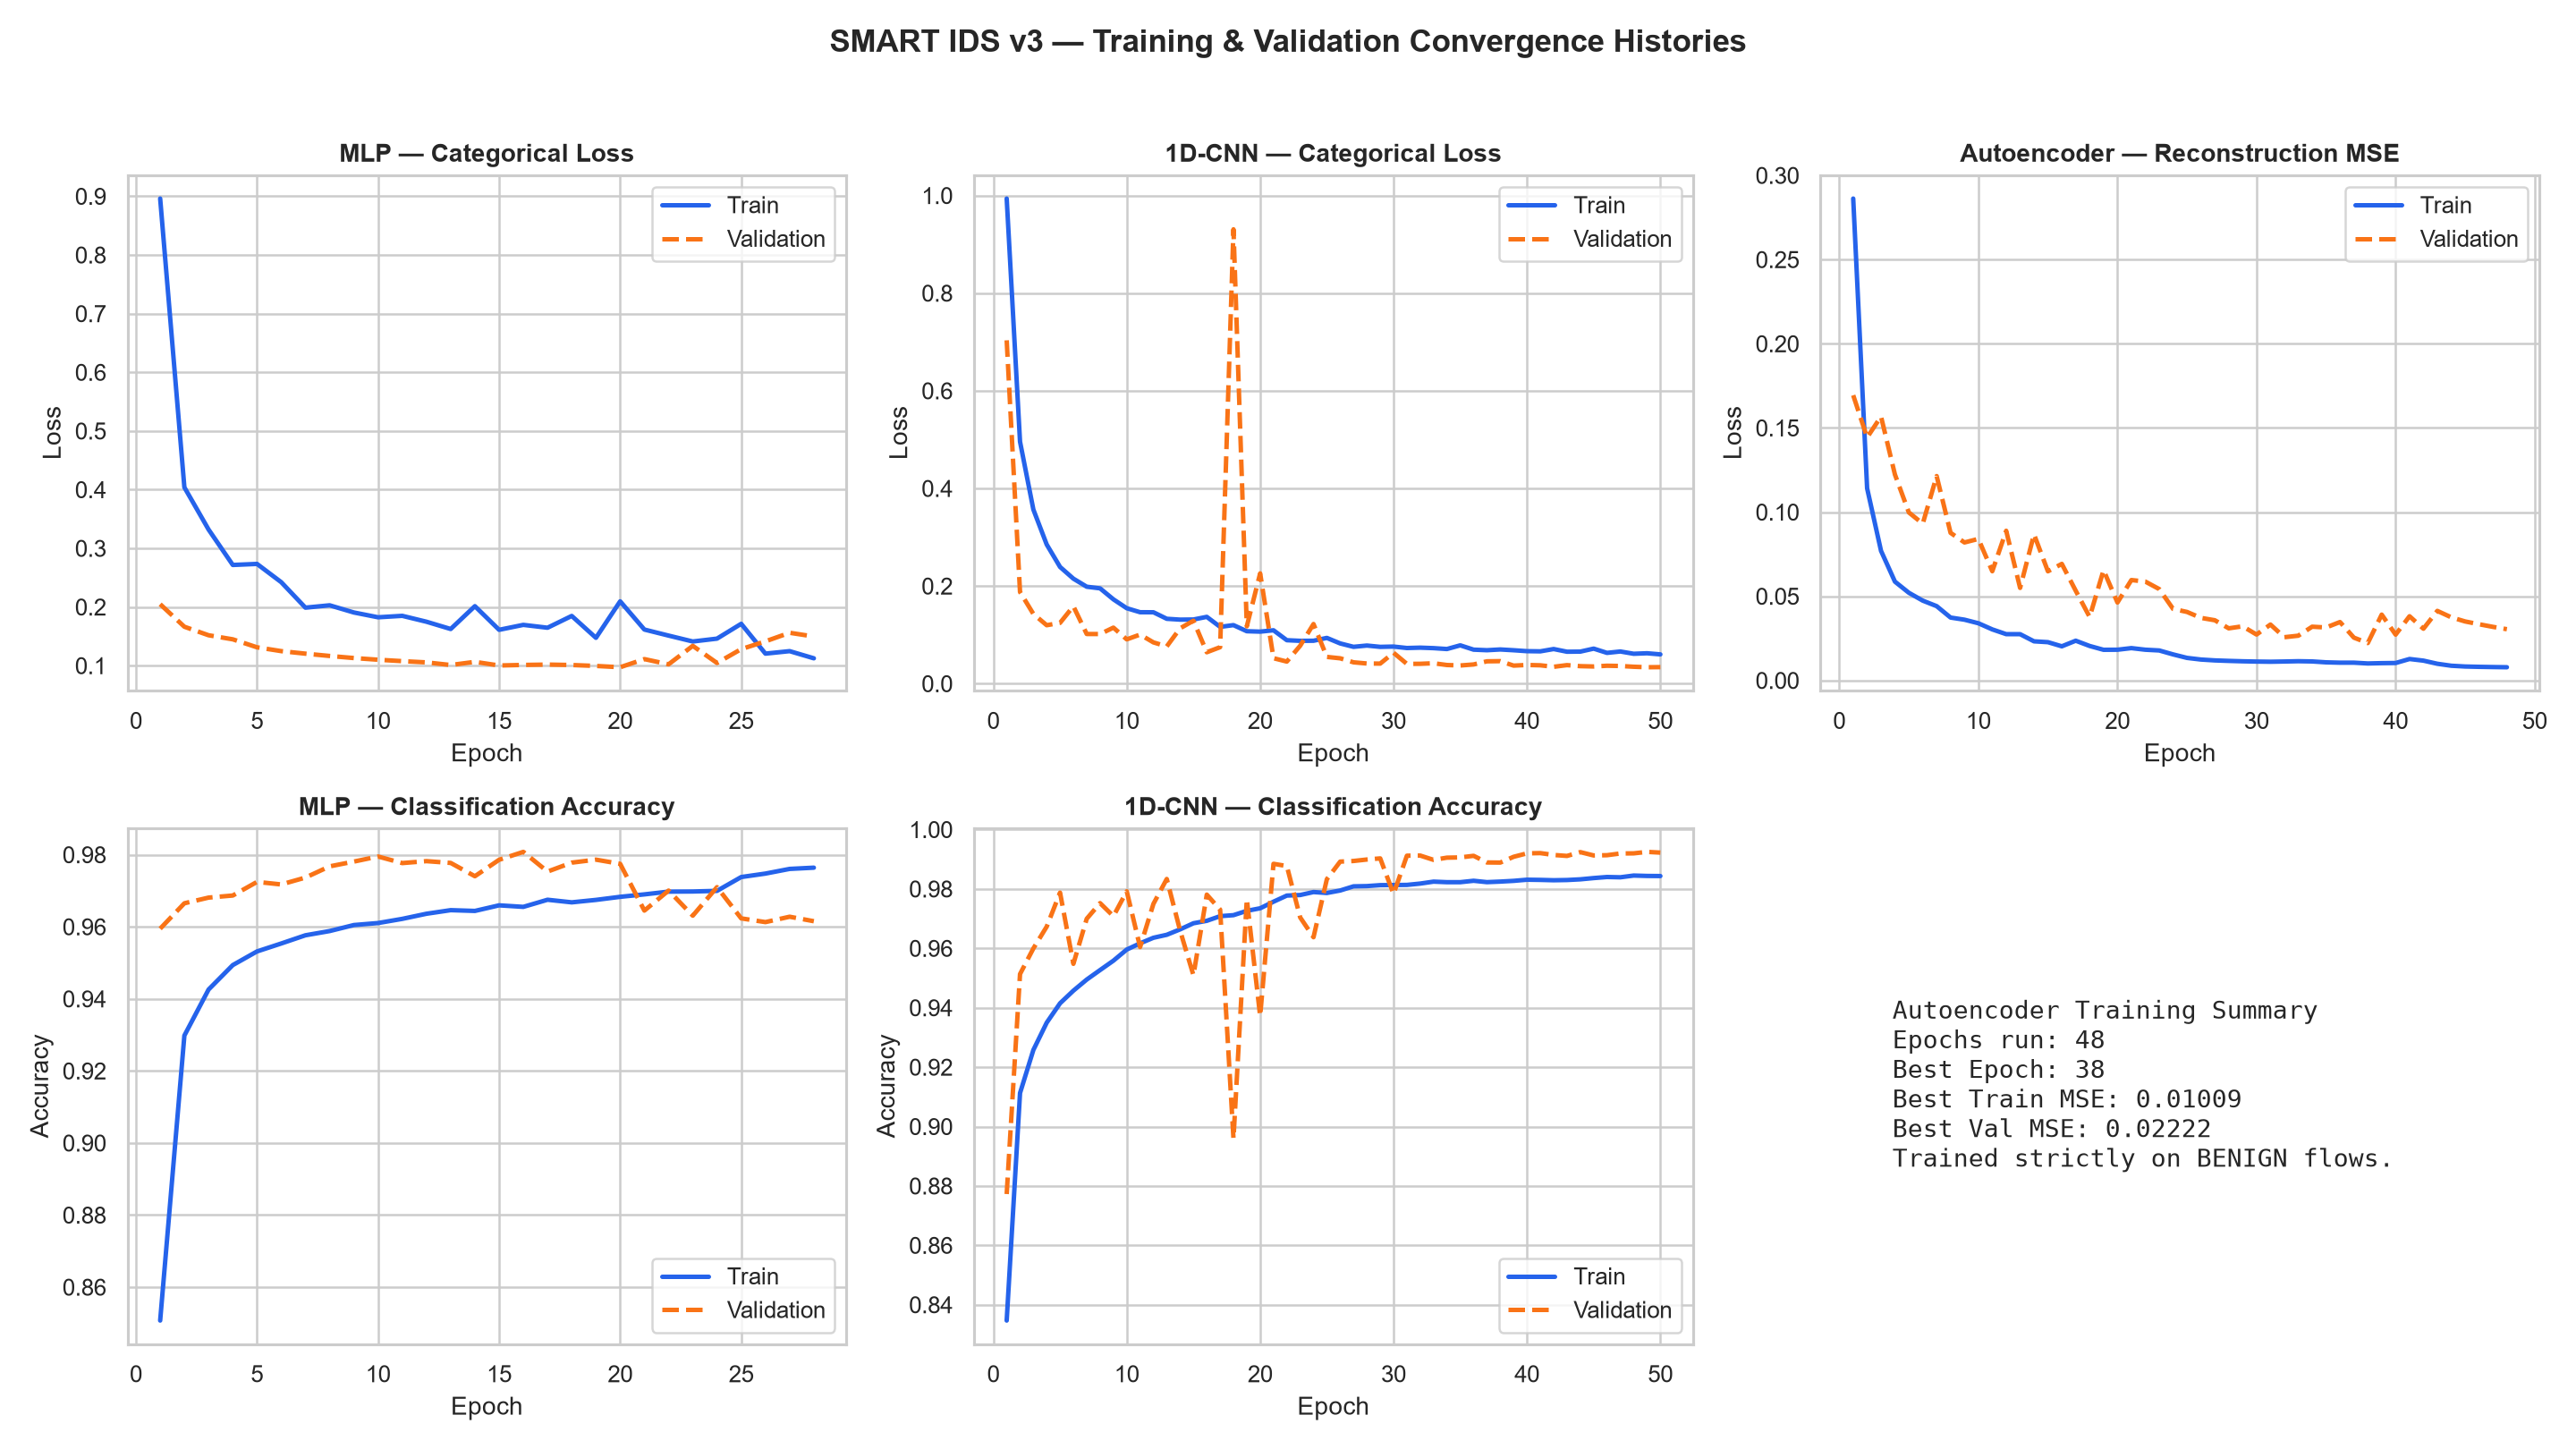 SMART IDS v3 — Training & Validation Convergence Histories
MLP — Categorical Loss
0.9
0.8
0.7
0.6
0.5
0.4
0.3
0.2
0.1
Loss
Train
Validation
0 5 10 15 20 25
Epoch
1D-CNN — Categorical Loss
1.0
0.8
0.6
0.4
0.2
0.0
Loss
Train
Validation
0 10 20 30 40 50
Epoch
Autoencoder — Reconstruction MSE
0.30
0.25
0.20
0.15
0.10
0.05
0.00
Loss
Train
Validation
0 10 20 30 40 50
Epoch
MLP — Classification Accuracy
0.98
0.96
0.94
0.92
0.90
0.88
0.86
Accuracy
Train
Validation
0 5 10 15 20 25
Epoch
1D-CNN — Classification Accuracy
1.00
0.98
0.96
0.94
0.92
0.90
0.88
0.86
0.84
Accuracy
Train
Validation
0 10 20 30 40 50
Epoch
Autoencoder Training Summary
Epochs run: 48
Best Epoch: 38
Best Train MSE: 0.01009
Best Val MSE: 0.02222
Trained strictly on BENIGN flows.